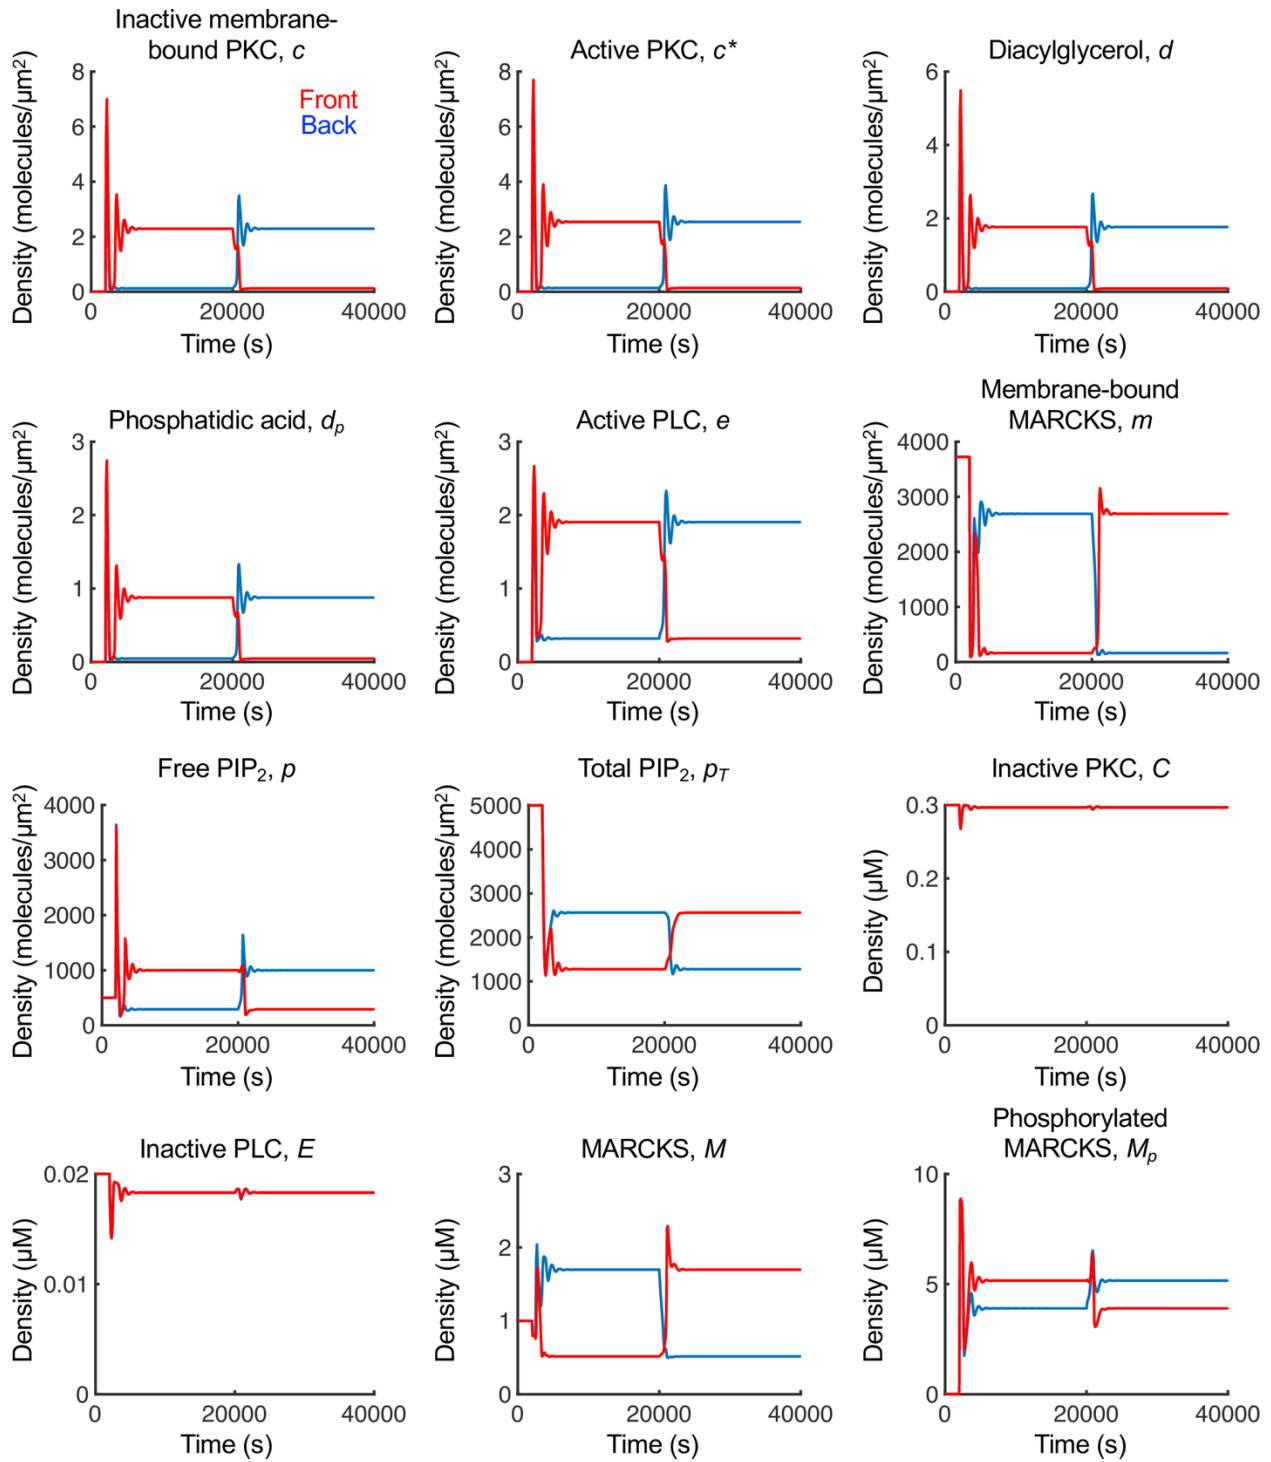 Inactive membrane-
bound PKC, c
Density (molecules/μm²)
8
6
4
2
0
Front
Back
0 20000 40000
Time (s)
Active PKC, c*
Density (molecules/μm²)
8
6
4
2
0
0 20000 40000
Time (s)
Diacylglycerol, d
Density (molecules/μm²)
6
4
2
0
0 20000 40000
Time (s)
Phosphatidic acid, dₚ
Density (molecules/μm²)
3
2
1
0
0 20000 40000
Time (s)
Active PLC, e
Density (molecules/μm²)
3
2
1
0
0 20000 40000
Time (s)
Membrane-bound
MARCKS, m
Density (molecules/μm²)
4000
3000
2000
1000
0
0 20000 40000
Time (s)
Free PIP₂, p
Density (molecules/μm²)
4000
3000
2000
1000
0
0 20000 40000
Time (s)
Total PIP₂, p_T
Density (molecules/μm²)
5000
4000
3000
2000
1000
0
0 20000 40000
Time (s)
Inactive PKC, C
Density (μM)
0.3
0.2
0.1
0
0 20000 40000
Time (s)
Inactive PLC, E
Density (μM)
0.02
0.01
0
0 20000 40000
Time (s)
MARCKS, M
Density (μM)
3
2
1
0
0 20000 40000
Time (s)
Phosphorylated
MARCKS, Mₚ
Density (μM)
10
5
0
0 20000 40000
Time (s)